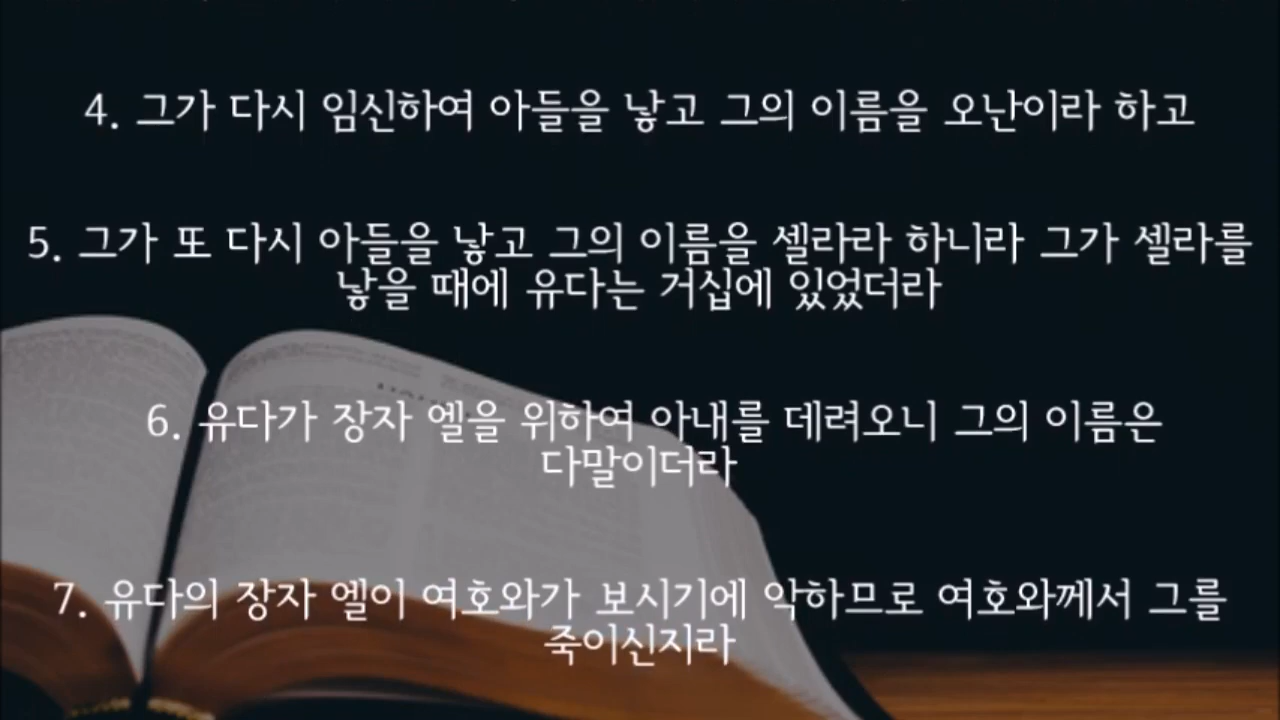 4. 그가 다시 임신하여 아들을 낳고 그의 이름을 오난이라 하고
5. 그가 또 다시 아들을 낳고 그의 이름을 셀라라 하니라 그가 셀라를
낳을 때에 유다는 거십에 있었더라
6. 유다가 장자 엘을 위하여 아내를 데려오니 그의 이름은
다말이더라
7. 유다의 장자 엘이 여호와가 보시기에 악하므로 여호와께서 그를
죽이신지라